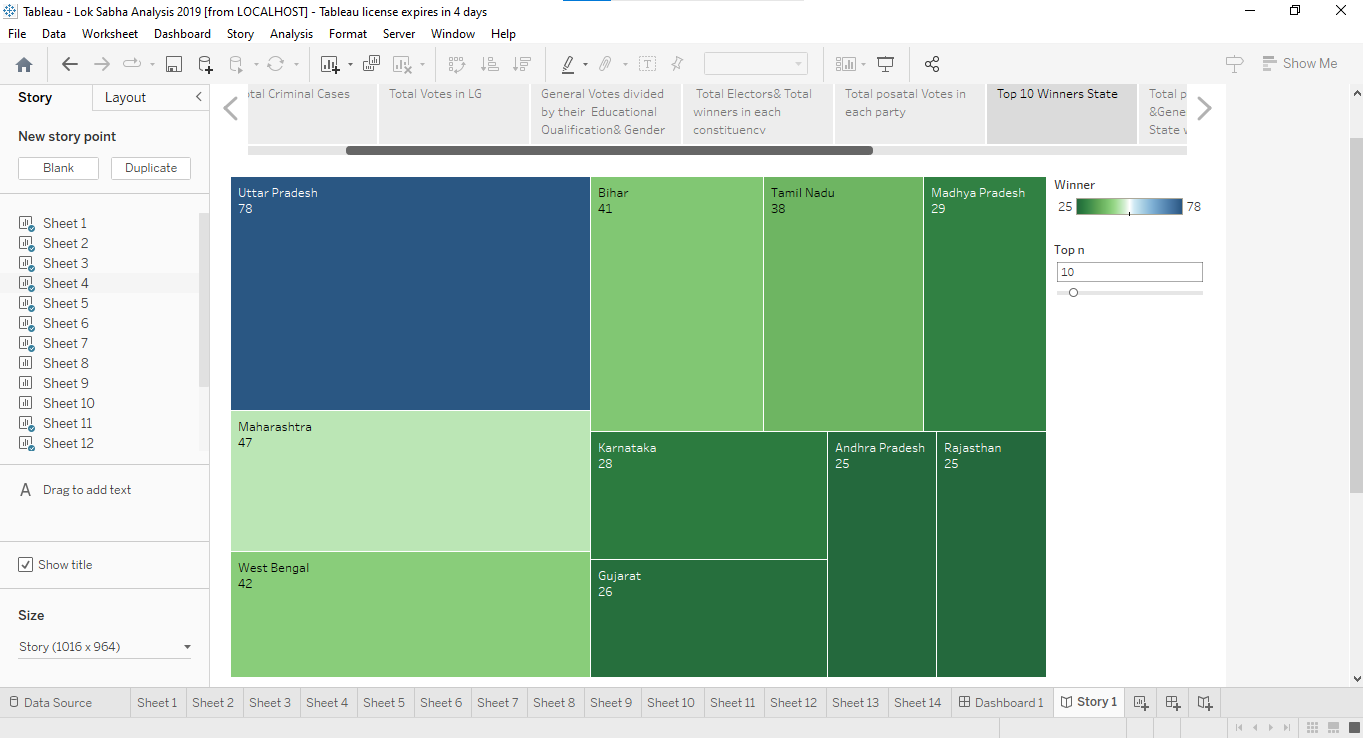 Tableau - Lok Sabha Analysis 2019 [from LOCALHOST] - Tableau license expires in 4 days
File Data Worksheet Dashboard Story Analysis Format Server Window Help
Show Me
Story Layout
New story point
Blank Duplicate
Sheet 1
Sheet 2
Sheet 3
Sheet 4
Sheet 5
Sheet 6
Sheet 7
Sheet 8
Sheet 9
Sheet 10
Sheet 11
Sheet 12
A Drag to add text
Show title
Size
Story (1016 x 964)
otal Criminal Cases
Total Votes in LG
General Votes divided
by their Educational
Qualification& Gender
Total Electors& Total
winners in each
constituency
Total posatal Votes in
each party
Top 10 Winners State
Total p
&Gene
State w
Uttar Pradesh
78
Maharashtra
47
West Bengal
42
Bihar
41
Tamil Nadu
38
Madhya Pradesh
29
Karnataka
28
Gujarat
26
Andhra Pradesh
25
Rajasthan
25
Winner
25 78
Top n
10
Data Source Sheet 1 Sheet 2 Sheet 3 Sheet 4 Sheet 5 Sheet 6 Sheet 7 Sheet 8 Sheet 9 Sheet 10 Sheet 11 Sheet 12 Sheet 13 Sheet 14 Dashboard 1 Story 1